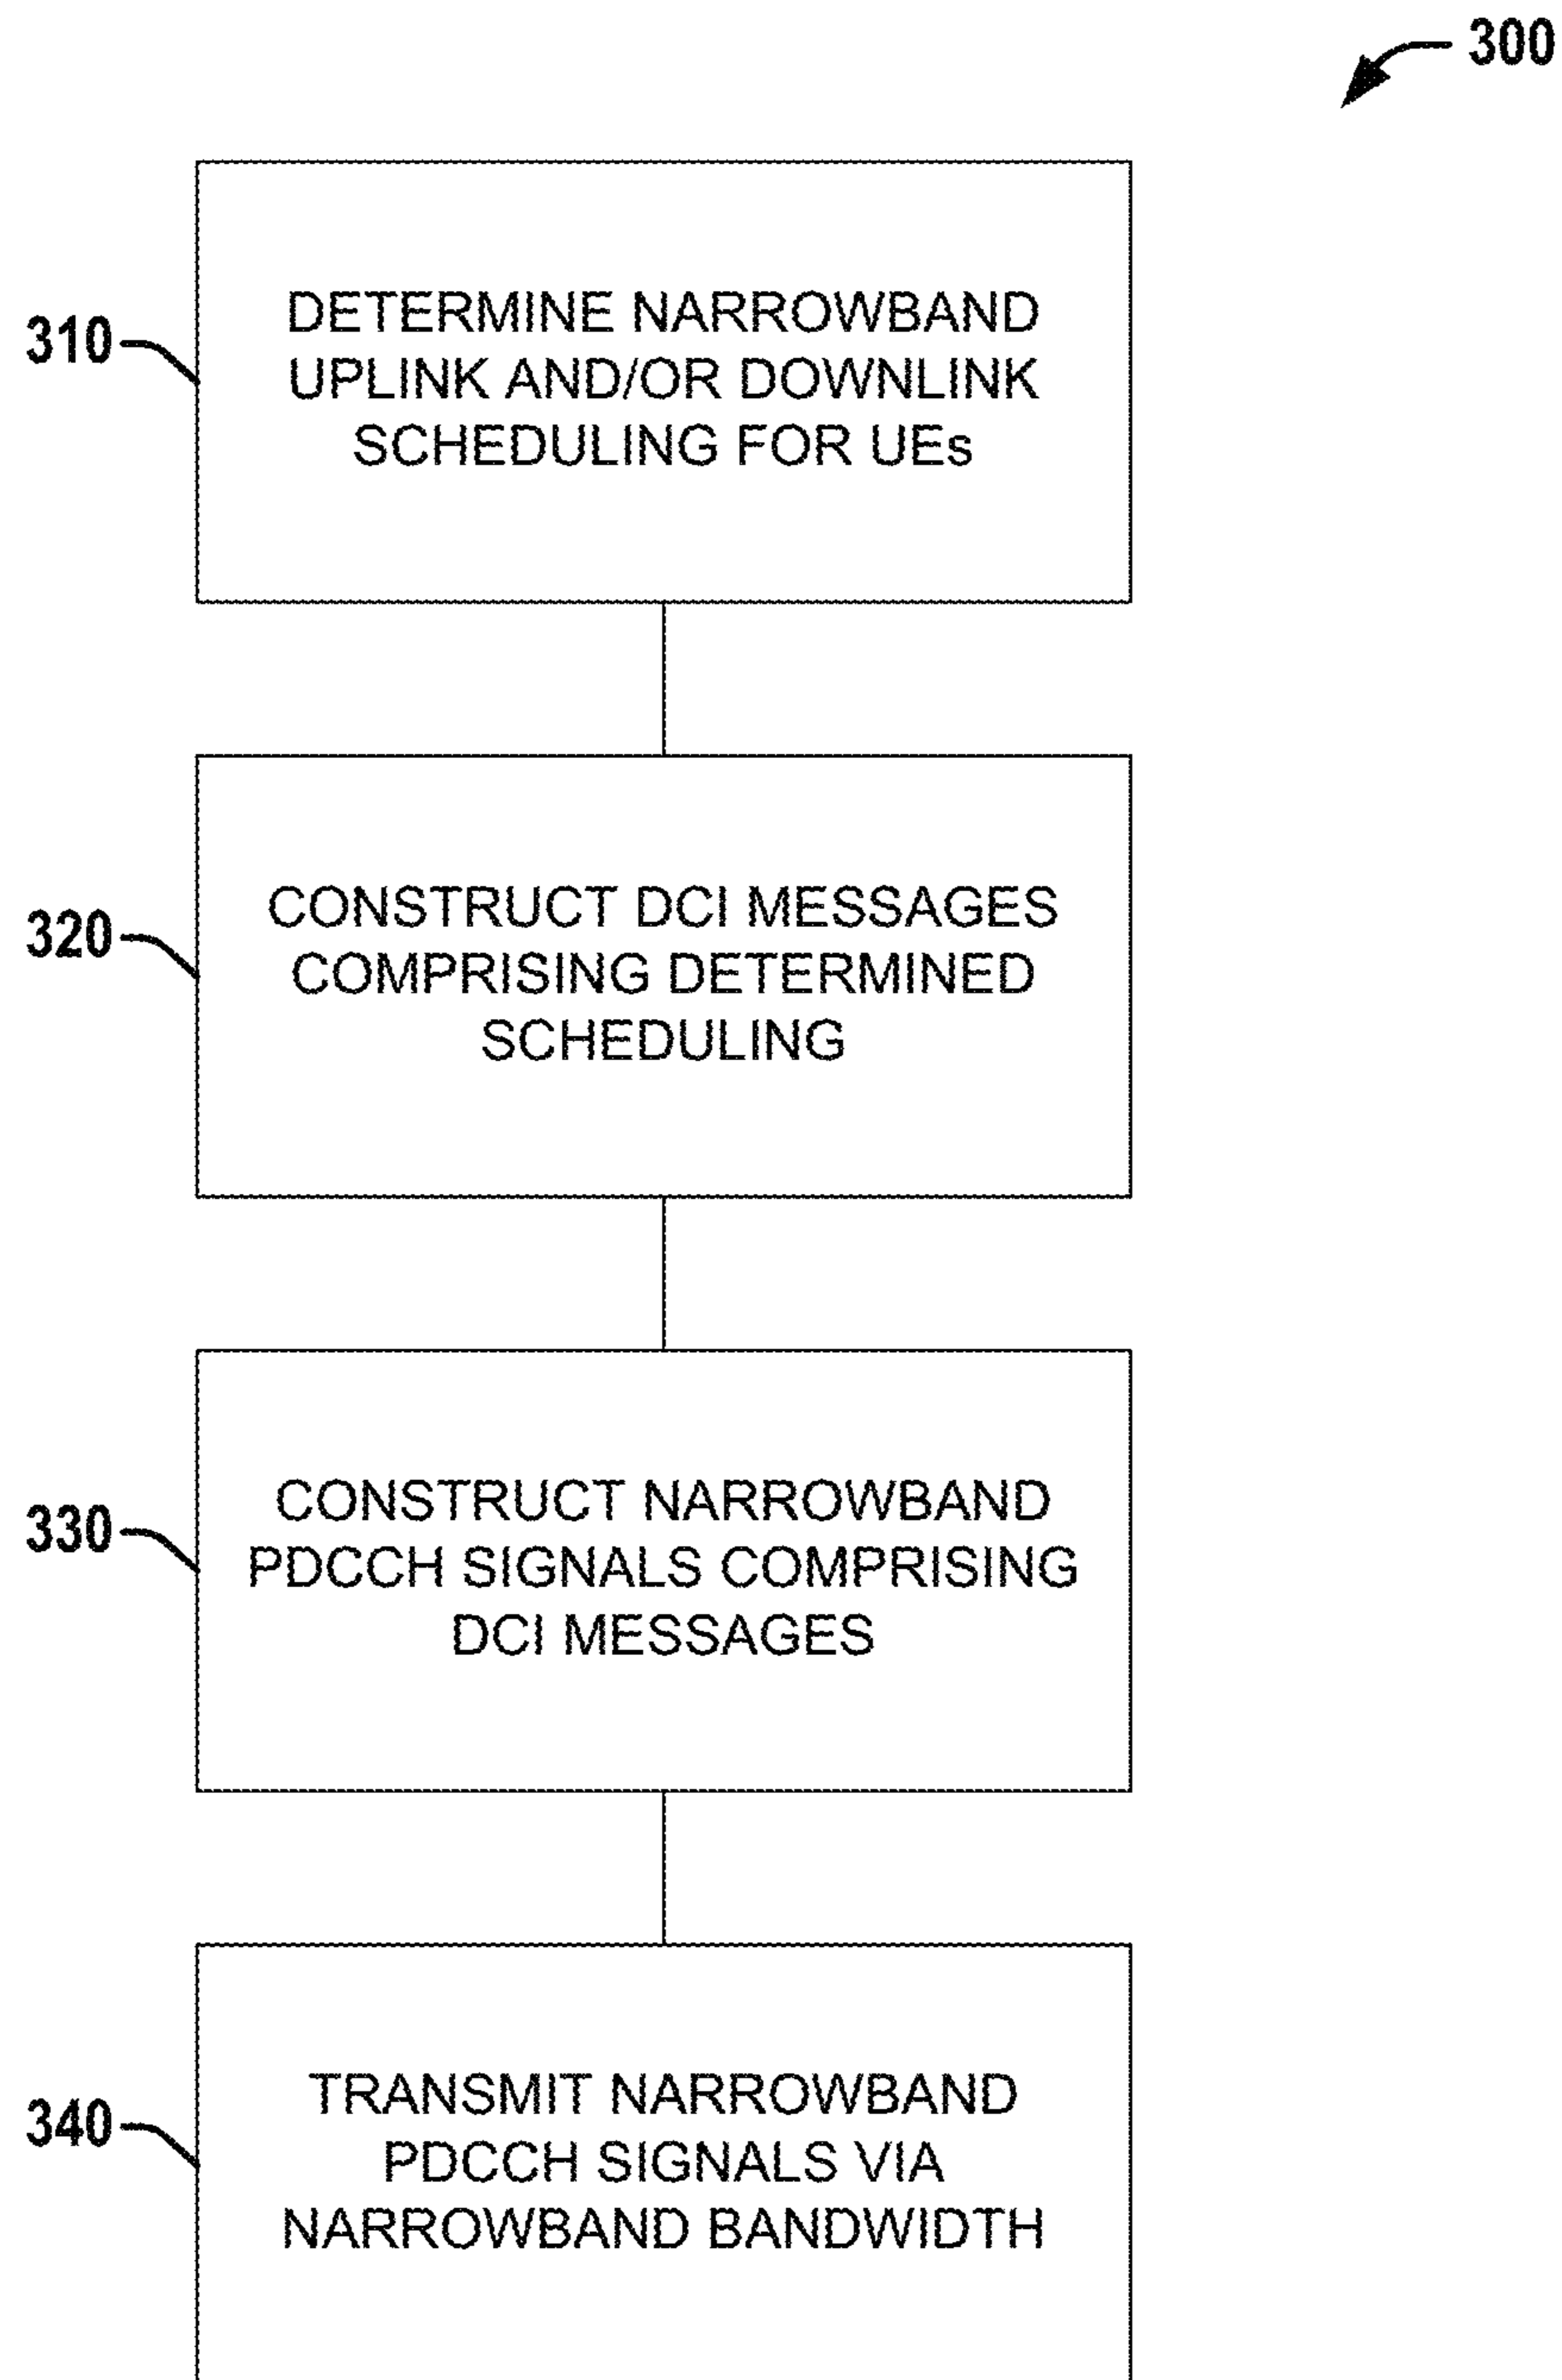 300
310
DETERMINE NARROWBAND
UPLINK AND/OR DOWNLINK
SCHEDULING FOR UEs
320
CONSTRUCT DCI MESSAGES
COMPRISING DETERMINED
SCHEDULING
330
CONSTRUCT NARROWBAND
PDCCH SIGNALS COMPRISING
DCI MESSAGES
340
TRANSMIT NARROWBAND
PDCCH SIGNALS VIA
NARROWBAND BANDWIDTH